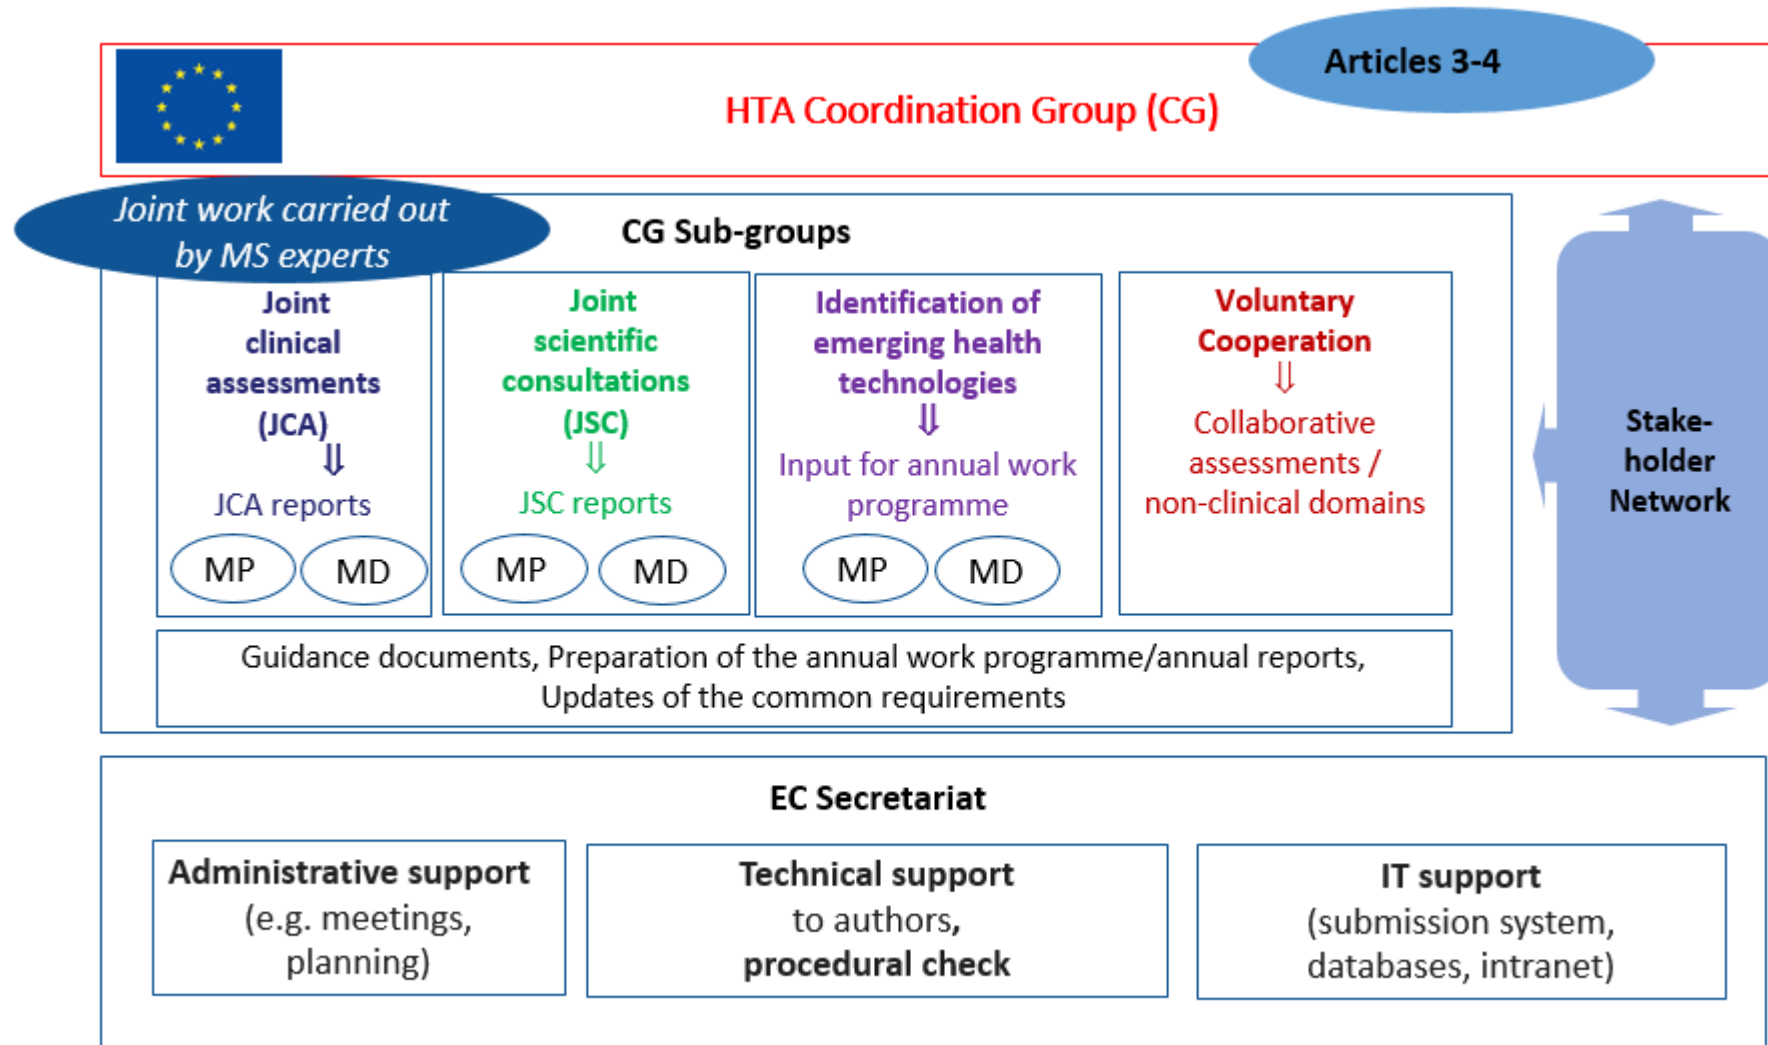 Articles 3-4
HTA Coordination Group (CG)
Joint work carried out
by MS experts
CG Sub-groups
Joint
clinical
assessments
(JCA)
⇓
JCA reports
MP
MD
Joint
scientific
consultations
(JSC)
⇓
JSC reports
MP
MD
Identification of
emerging health
technologies
⇓
Input for annual work
programme
MP
MD
Voluntary
Cooperation
⇓
Collaborative
assessments /
non-clinical domains
Guidance documents, Preparation of the annual work programme/annual reports,
Updates of the common requirements
Stake-
holder
Network
EC Secretariat
Administrative support
(e.g. meetings,
planning)
Technical support
to authors,
procedural check
IT support
(submission system,
databases, intranet)